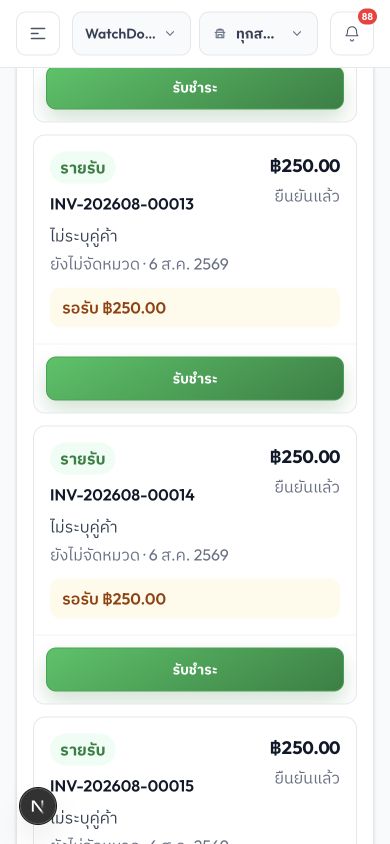 WatchDo...
ทุกส...
88
รับชำระ
รายรับ
฿250.00
INV-202608-00013
ยืนยันแล้ว
ไม่ระบุคู่ค้า
ยังไม่จัดหมวด · 6 ส.ค. 2569
รอรับ ฿250.00
รับชำระ
รายรับ
฿250.00
INV-202608-00014
ยืนยันแล้ว
ไม่ระบุคู่ค้า
ยังไม่จัดหมวด · 6 ส.ค. 2569
รอรับ ฿250.00
รับชำระ
รายรับ
฿250.00
INV-202608-00015
ยืนยันแล้ว
N
ไม่ระบุคู่ค้า